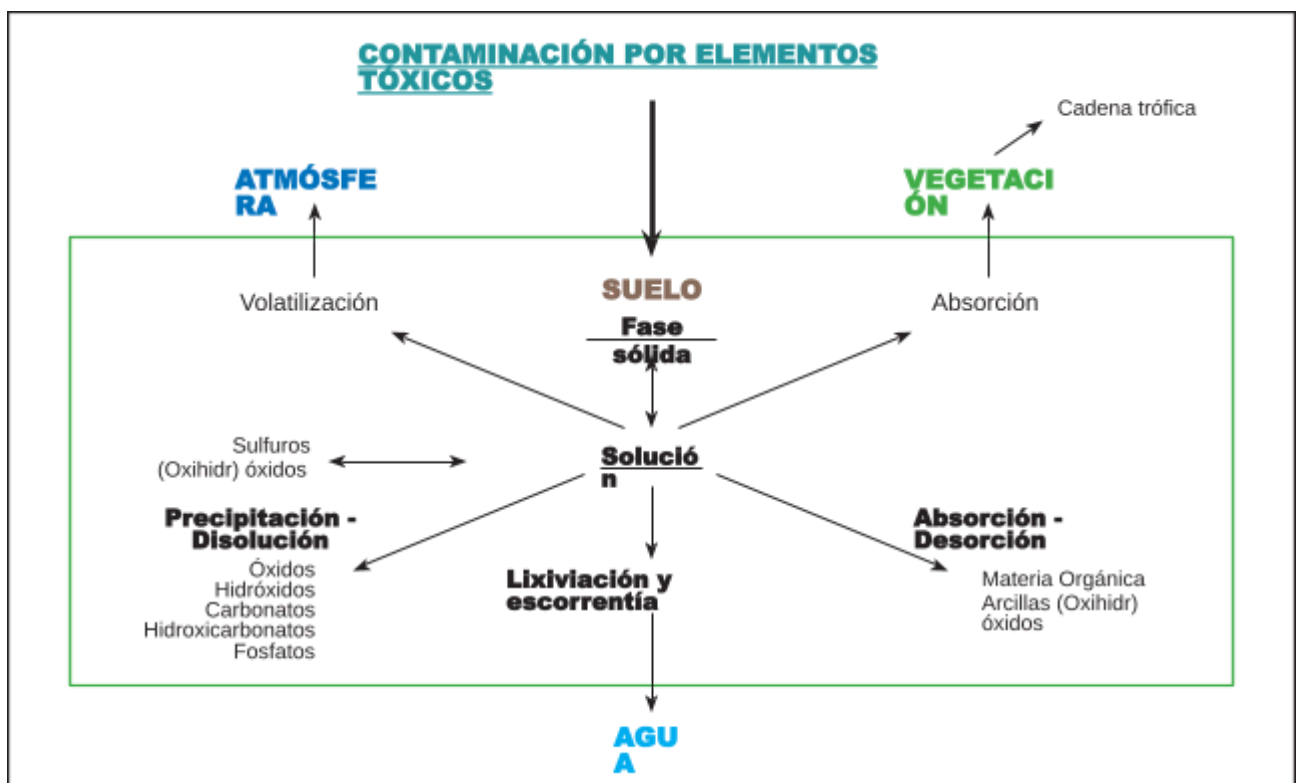 CONTAMINACIÓN POR ELEMENTOS
TÓXICOS
Cadena trófica
ATMÓSFE
RA
VEGETACI
ÓN
Volatilización
SUELO
Fase
sólida
Absorción
Sulfuros
(Oxihidr) óxidos
Solució
n
Precipitación -
Disolución
Óxidos
Hidróxidos
Carbonatos
Hidroxicarbonatos
Fosfatos
Lixiviación y
escorrentía
Absorción -
Desorción
Materia Orgánica
Arcillas (Oxihidr)
óxidos
AGU
A